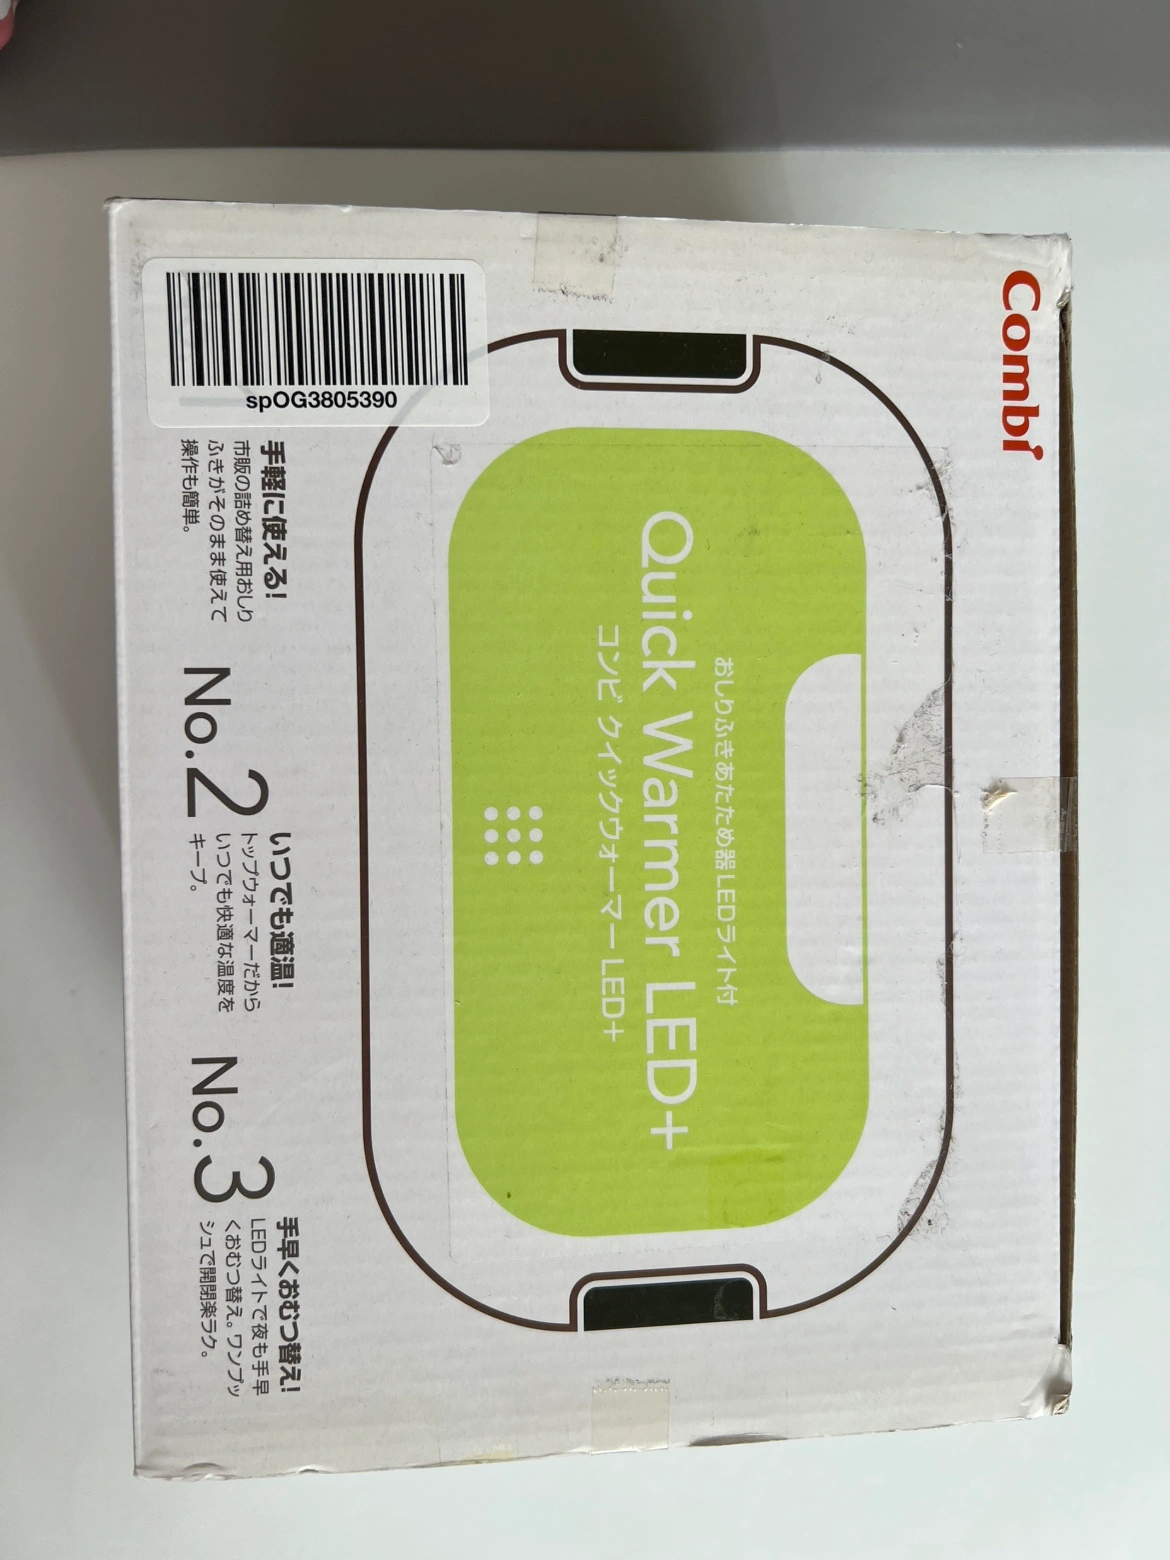 Combi
おしりふきあたため器LEDライト付
Quick Warmer LED+
コンビ クイックウォーマー LED+
spOG3805390
手軽に使える!
市販の詰め替え用おしり
ふきがそのまま使えて
操作も簡単。
No.2
いつでも適温!
トップウォーマーだから
いつでも快適な温度を
キープ。
No.3
手早くおむつ替え!
LEDライトで夜も手早
くおむつ替え。ワンプッ
シュで開閉楽ラク。